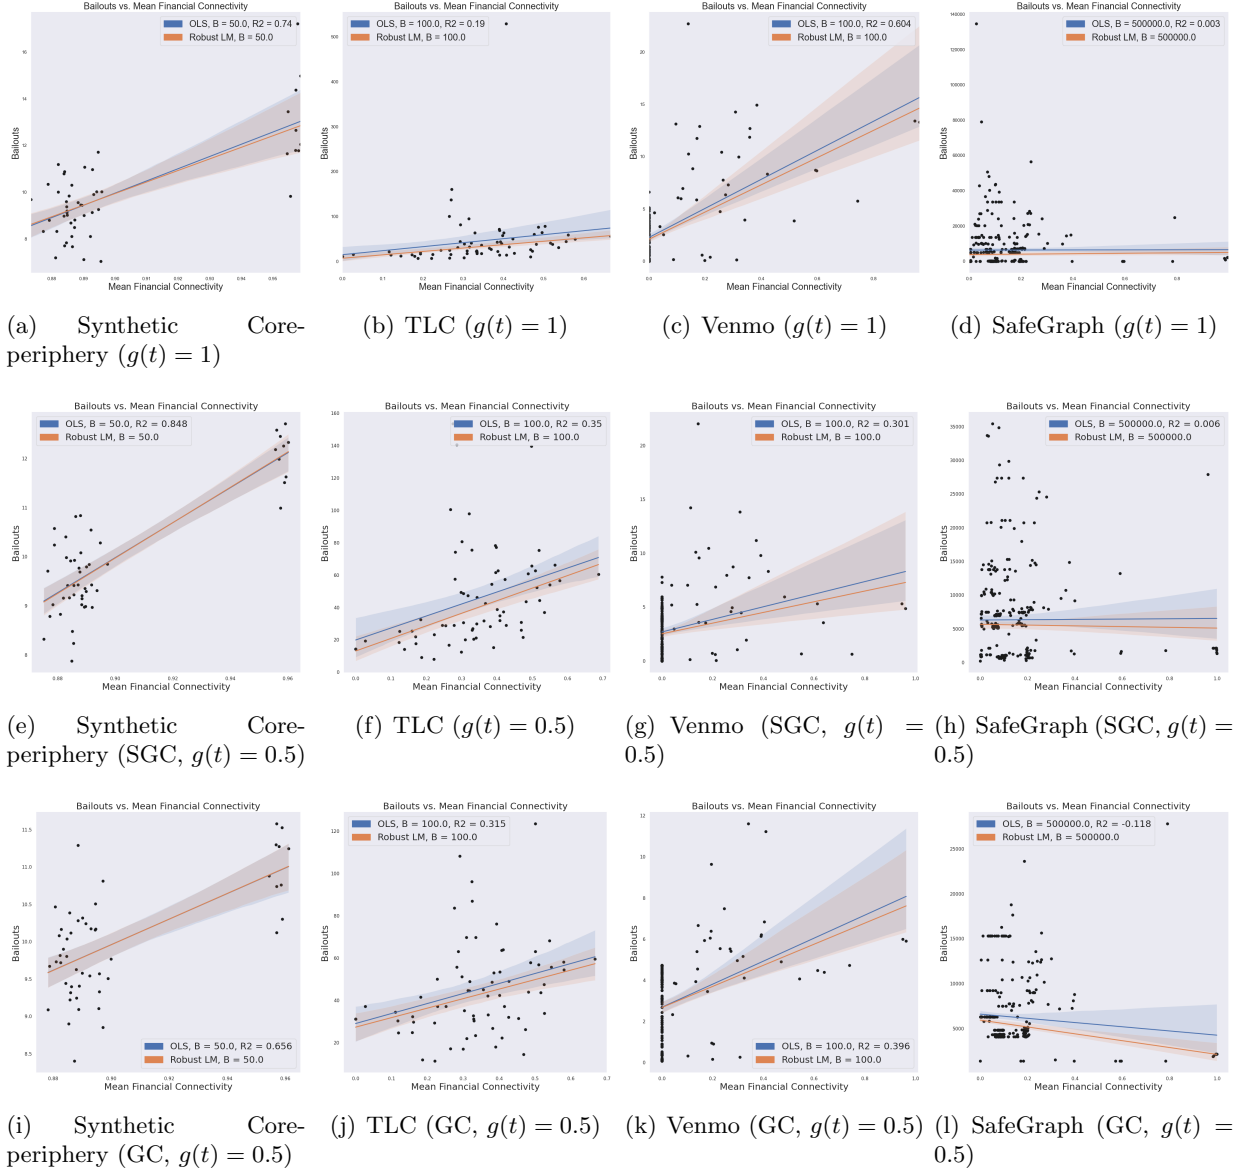 Bailouts vs. Mean Financial Connectivity
OLS, B = 50.0, R2 = 0.74
Robust LM, B = 50.0
Bailouts
Mean Financial Connectivity
Bailouts vs. Mean Financial Connectivity
OLS, B = 100.0, R2 = 0.19
Robust LM, B = 100.0
Bailouts
Mean Financial Connectivity
Bailouts vs. Mean Financial Connectivity
OLS, B = 100.0, R2 = 0.604
Robust LM, B = 100.0
Bailouts
Mean Financial Connectivity
Bailouts vs. Mean Financial Connectivity
OLS, B = 500000.0, R2 = 0.003
Robust LM, B = 500000.0
Bailouts
Mean Financial Connectivity
(a) Synthetic Core-
periphery (g(t) = 1)
(b) TLC (g(t) = 1)
(c) Venmo (g(t) = 1)
(d) SafeGraph (g(t) = 1)
Bailouts vs. Mean Financial Connectivity
OLS, B = 50.0, R2 = 0.848
Robust LM, B = 50.0
Bailouts
Mean Financial Connectivity
Bailouts vs. Mean Financial Connectivity
OLS, B = 100.0, R2 = 0.35
Robust LM, B = 100.0
Bailouts
Mean Financial Connectivity
Bailouts vs. Mean Financial Connectivity
OLS, B = 100.0, R2 = 0.301
Robust LM, B = 100.0
Bailouts
Mean Financial Connectivity
Bailouts vs. Mean Financial Connectivity
OLS, B = 500000.0, R2 = 0.006
Robust LM, B = 500000.0
Bailouts
Mean Financial Connectivity
(e) Synthetic Core-
periphery (SGC, g(t) = 0.5)
(f) TLC (g(t) = 0.5)
(g) Venmo (SGC, g(t) =
0.5)
(h) SafeGraph (SGC, g(t) =
0.5)
Bailouts vs. Mean Financial Connectivity
OLS, B = 50.0, R2 = 0.656
Robust LM, B = 50.0
Bailouts
Mean Financial Connectivity
Bailouts vs. Mean Financial Connectivity
OLS, B = 100.0, R2 = 0.315
Robust LM, B = 100.0
Bailouts
Mean Financial Connectivity
Bailouts vs. Mean Financial Connectivity
OLS, B = 100.0, R2 = 0.396
Robust LM, B = 100.0
Bailouts
Mean Financial Connectivity
Bailouts vs. Mean Financial Connectivity
OLS, B = 500000.0, R2 = -0.118
Robust LM, B = 500000.0
Bailouts
Mean Financial Connectivity
(i) Synthetic Core-
periphery (GC, g(t) = 0.5)
(j) TLC (GC, g(t) = 0.5)
(k) Venmo (GC, g(t) = 0.5)
(l) SafeGraph (GC, g(t) =
0.5)